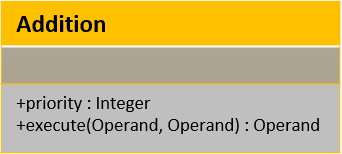 Addition
+priority : Integer
+execute(Operand, Operand) : Operand